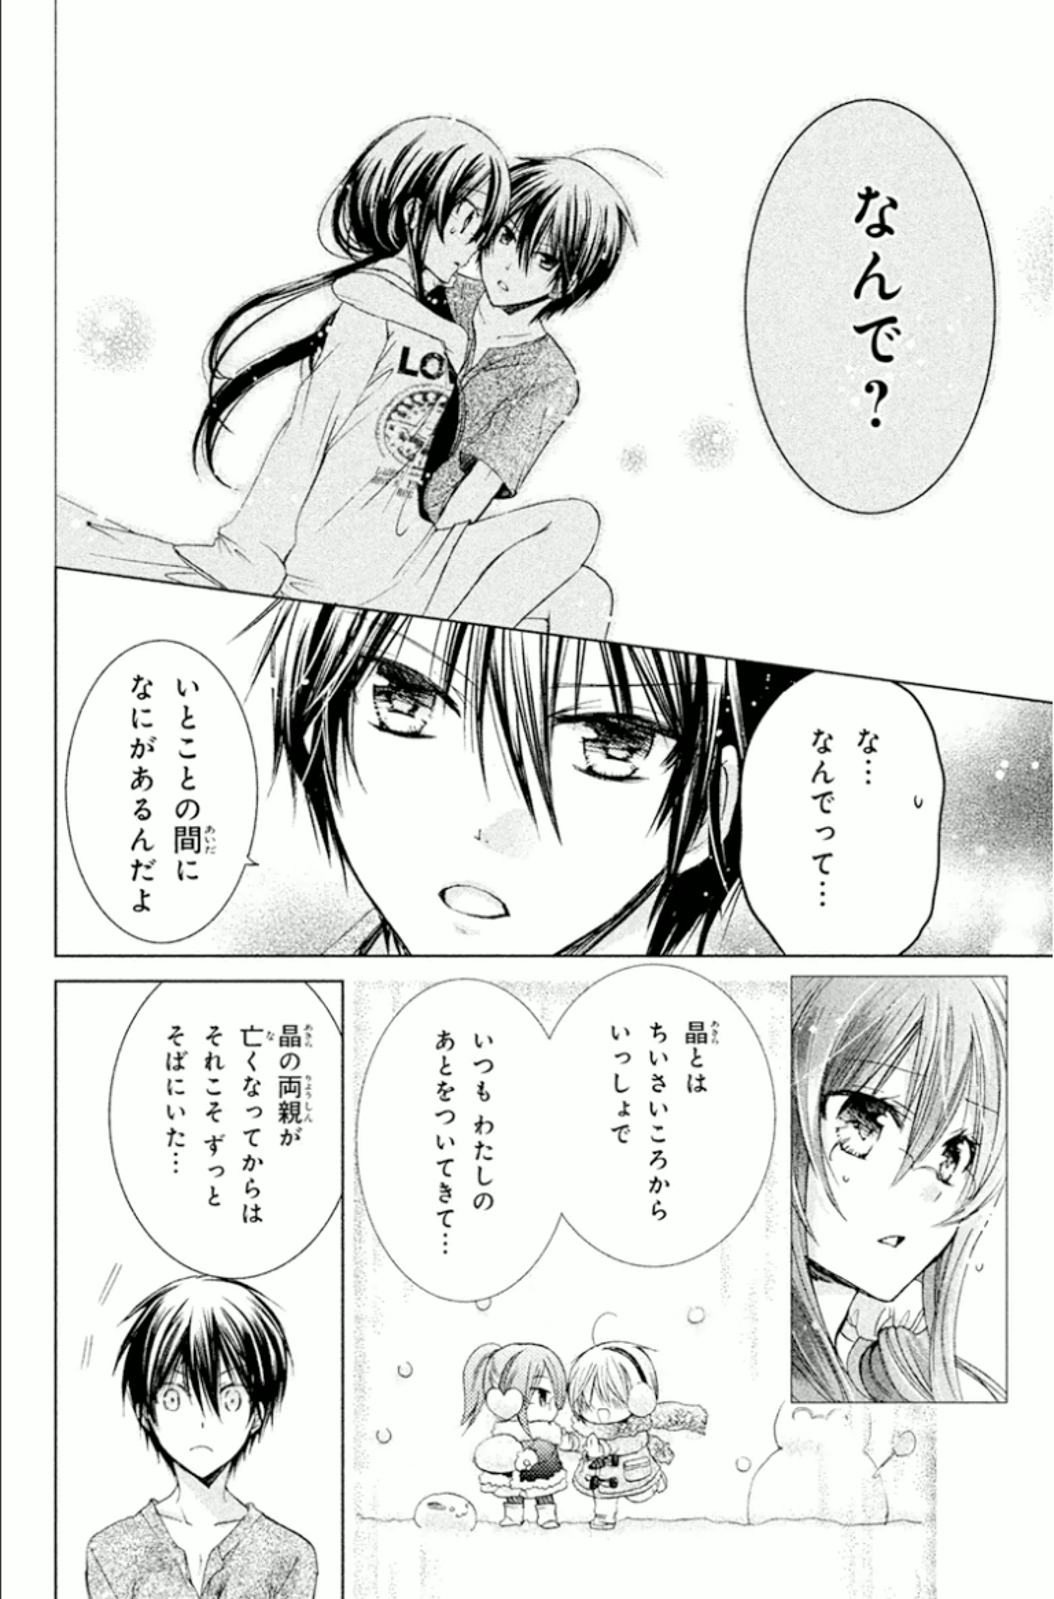 なんで?
LO
な…
なんでって…
いとことの間に
なにがあるんだよ
晶とは
ちいさいころから
いっしょで
いつも わたしの
あとをついてきて…
晶の両親が
亡くなってからは
それこそ ずっと
そばにいた…